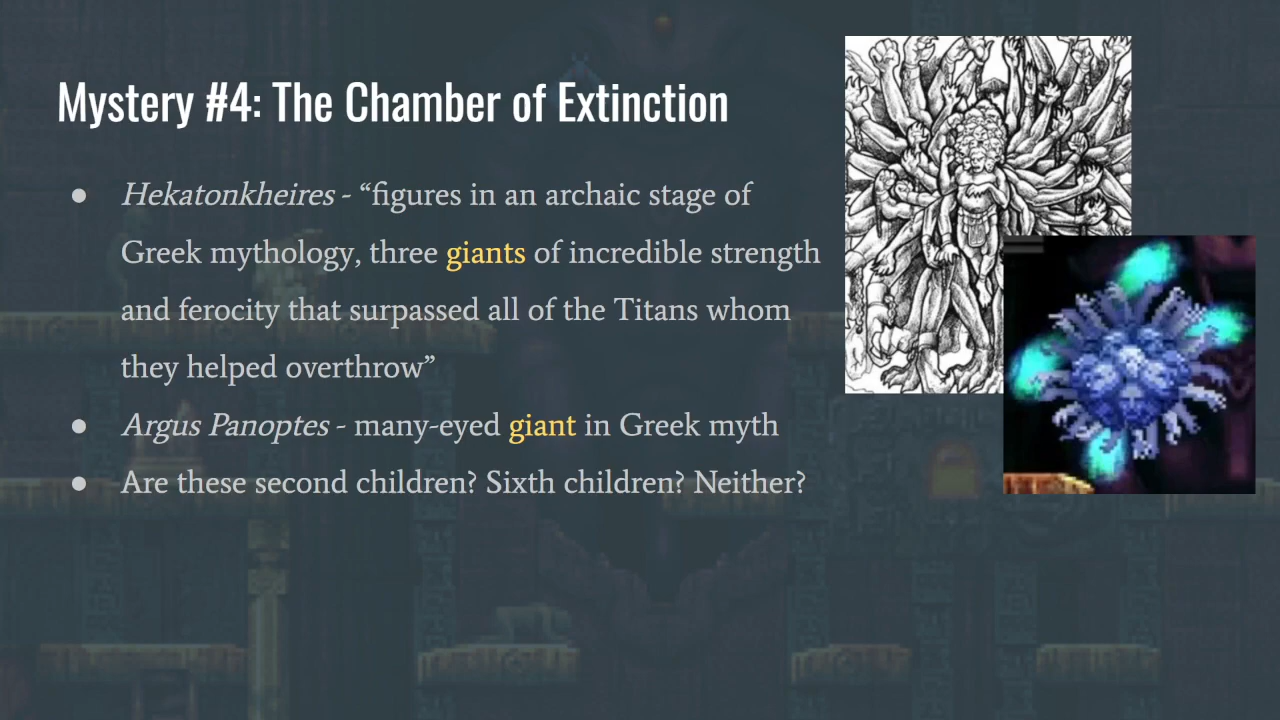 Mystery #4: The Chamber of Extinction
● Hekatonkheires - “figures in an archaic stage of
Greek mythology, three giants of incredible strength
and ferocity that surpassed all of the Titans whom
they helped overthrow”
● Argus Panoptes - many-eyed giant in Greek myth
● Are these second children? Sixth children? Neither?